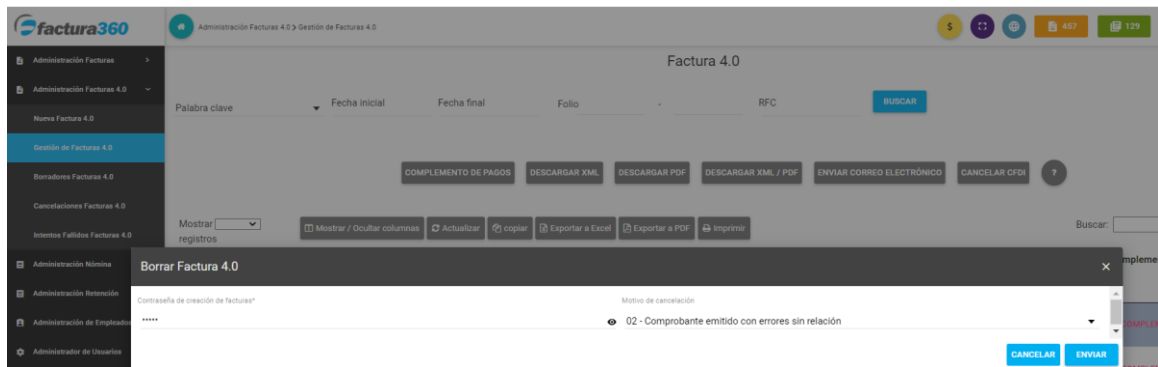 factura360
Administración Facturas 4.0 > Gestión de Facturas 4.0
$
457
129
Administración Facturas
Administración Facturas 4.0
Nueva Factura 4.0
Gestión de Facturas 4.0
Borradores Facturas 4.0
Cancelaciones Facturas 4.0
Intentos Fallidos Facturas 4.0
Administración Nómina
Administración Retención
Administración de Empleados
Administrador de Usuarios
Factura 4.0
Palabra clave Fecha inicial Fecha final Folio - RFC BUSCAR
COMPLEMENTO DE PAGOS DESCARGAR XML DESCARGAR PDF DESCARGAR XML / PDF ENVIAR CORREO ELECTRÓNICO CANCELAR CFDI ?
Mostrar
registros
Mostrar / Ocultar columnas Actualizar copiar Exportar a Excel Exportar a PDF Imprimir
Buscar:
Borrar Factura 4.0 ×
Contraseña de creación de facturas* Motivo de cancelación
••••• 02 - Comprobante emitido con errores sin relación
CANCELAR ENVIAR